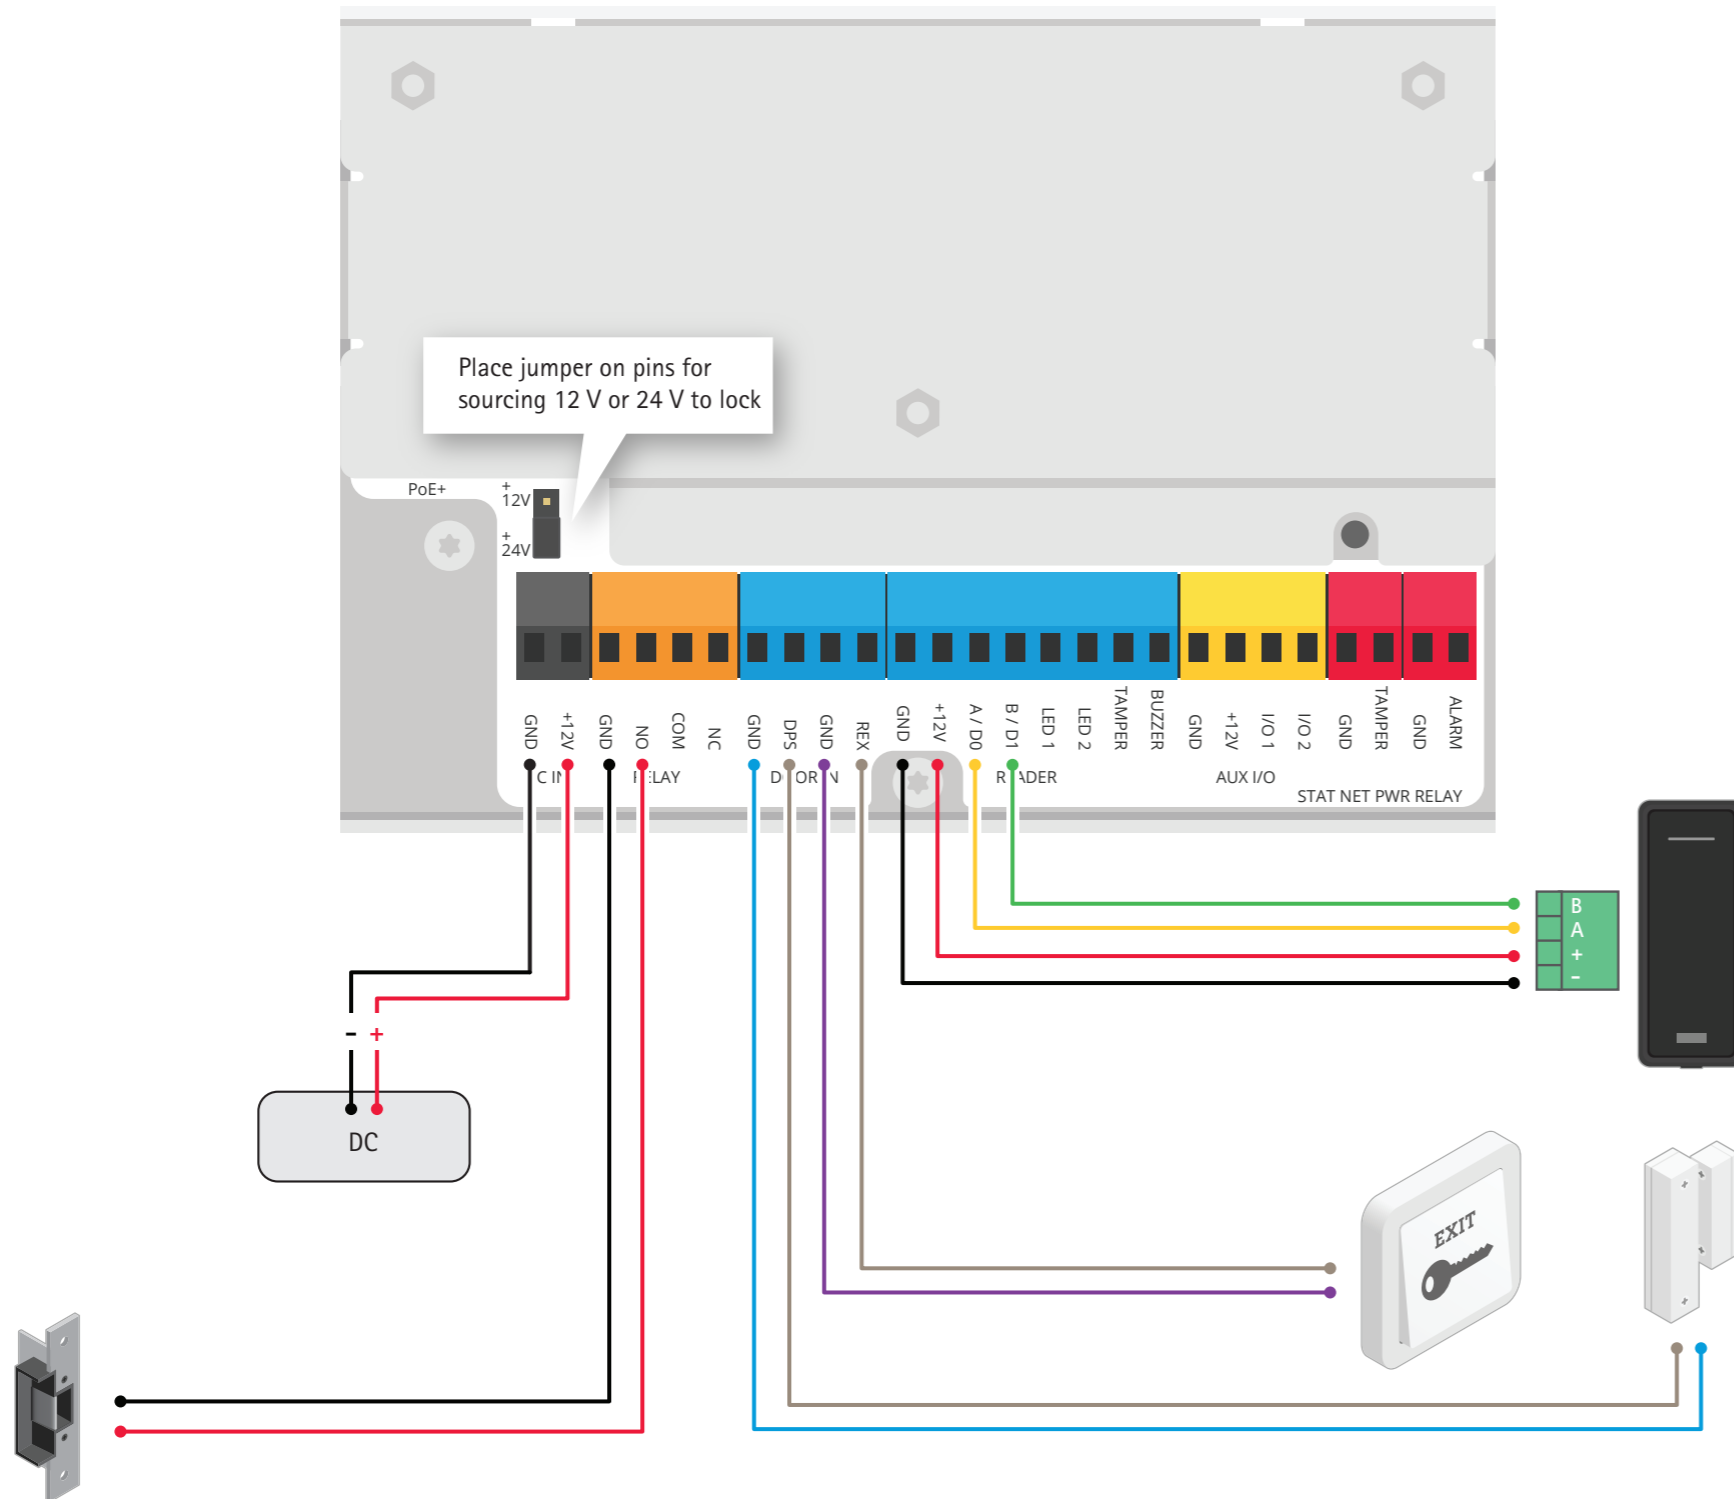 Place jumper on pins for
sourcing 12 V or 24 V to lock
PoE+
+
12V
+
24V
GND
+12V
GND
NO
COM
NC
GND
DPS
GND
REX
GND
+12V
A / D0
B / D1
LED 1
LED 2
TAMPER
BUZZER
GND
+12V
I/O 1
I/O 2
GND
TAMPER
GND
ALARM
AUX I/O
STAT NET PWR RELAY
B
A
+
-
- +
DC
EXIT